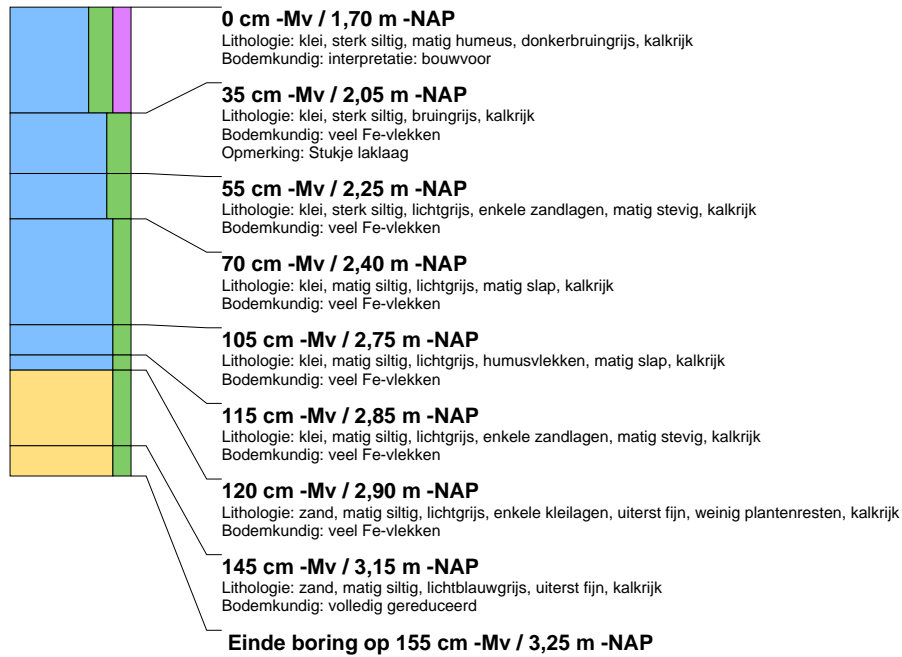 0 cm -Mv / 1,70 m -NAP
Lithologie: klei, sterk siltig, matig humeus, donkerbruingrijs, kalkrijk
Bodemkundig: interpretatie: bouwvoor
35 cm -Mv / 2,05 m -NAP
Lithologie: klei, sterk siltig, bruingrijs, kalkrijk
Bodemkundig: veel Fe-vlekken
Opmerking: Stukje laklaag
55 cm -Mv / 2,25 m -NAP
Lithologie: klei, sterk siltig, lichtgrijs, enkele zandlagen, matig stevig, kalkrijk
Bodemkundig: veel Fe-vlekken
70 cm -Mv / 2,40 m -NAP
Lithologie: klei, matig siltig, lichtgrijs, matig slap, kalkrijk
Bodemkundig: veel Fe-vlekken
105 cm -Mv / 2,75 m -NAP
Lithologie: klei, matig siltig, lichtgrijs, humusvlekken, matig slap, kalkrijk
Bodemkundig: veel Fe-vlekken
115 cm -Mv / 2,85 m -NAP
Lithologie: klei, matig siltig, lichtgrijs, enkele zandlagen, matig stevig, kalkrijk
Bodemkundig: veel Fe-vlekken
120 cm -Mv / 2,90 m -NAP
Lithologie: zand, matig siltig, lichtgrijs, enkele kleilagen, uiterst fijn, weinig plantenresten, kalkrijk
Bodemkundig: veel Fe-vlekken
145 cm -Mv / 3,15 m -NAP
Lithologie: zand, matig siltig, lichtblauwgrijs, uiterst fijn, kalkrijk
Bodemkundig: volledig gereduceerd
Einde boring op 155 cm -Mv / 3,25 m -NAP